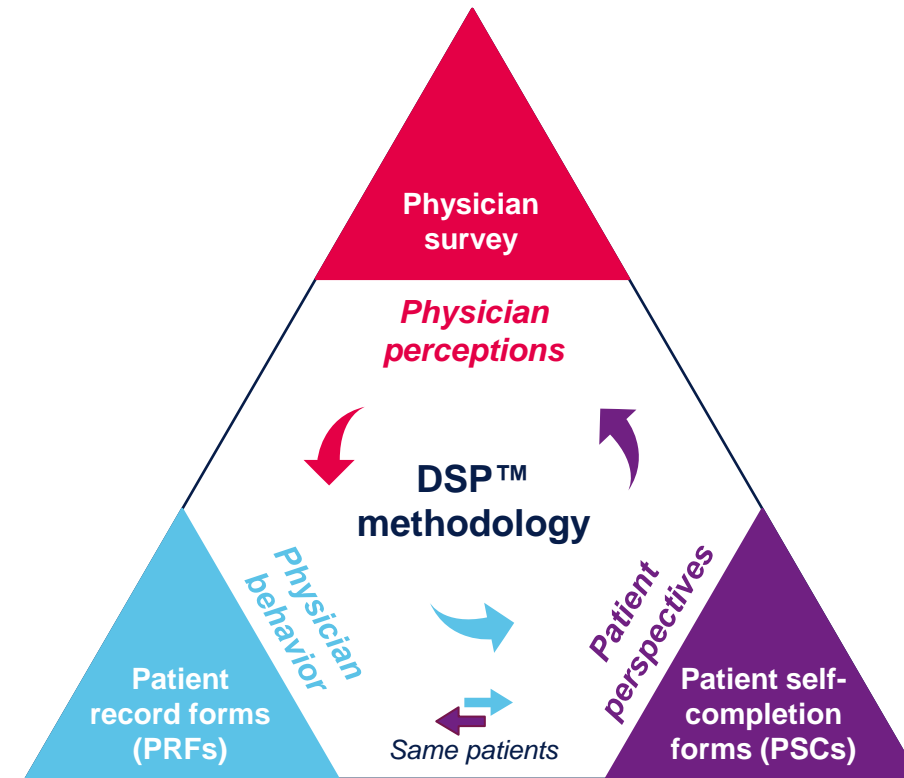 Physician
survey
Physician
perceptions
DSP™
methodology
Physician
behavior
Patient
perspectives
Patient
record forms
(PRFs)
Same patients
Patient self-
completion
forms (PSCs)